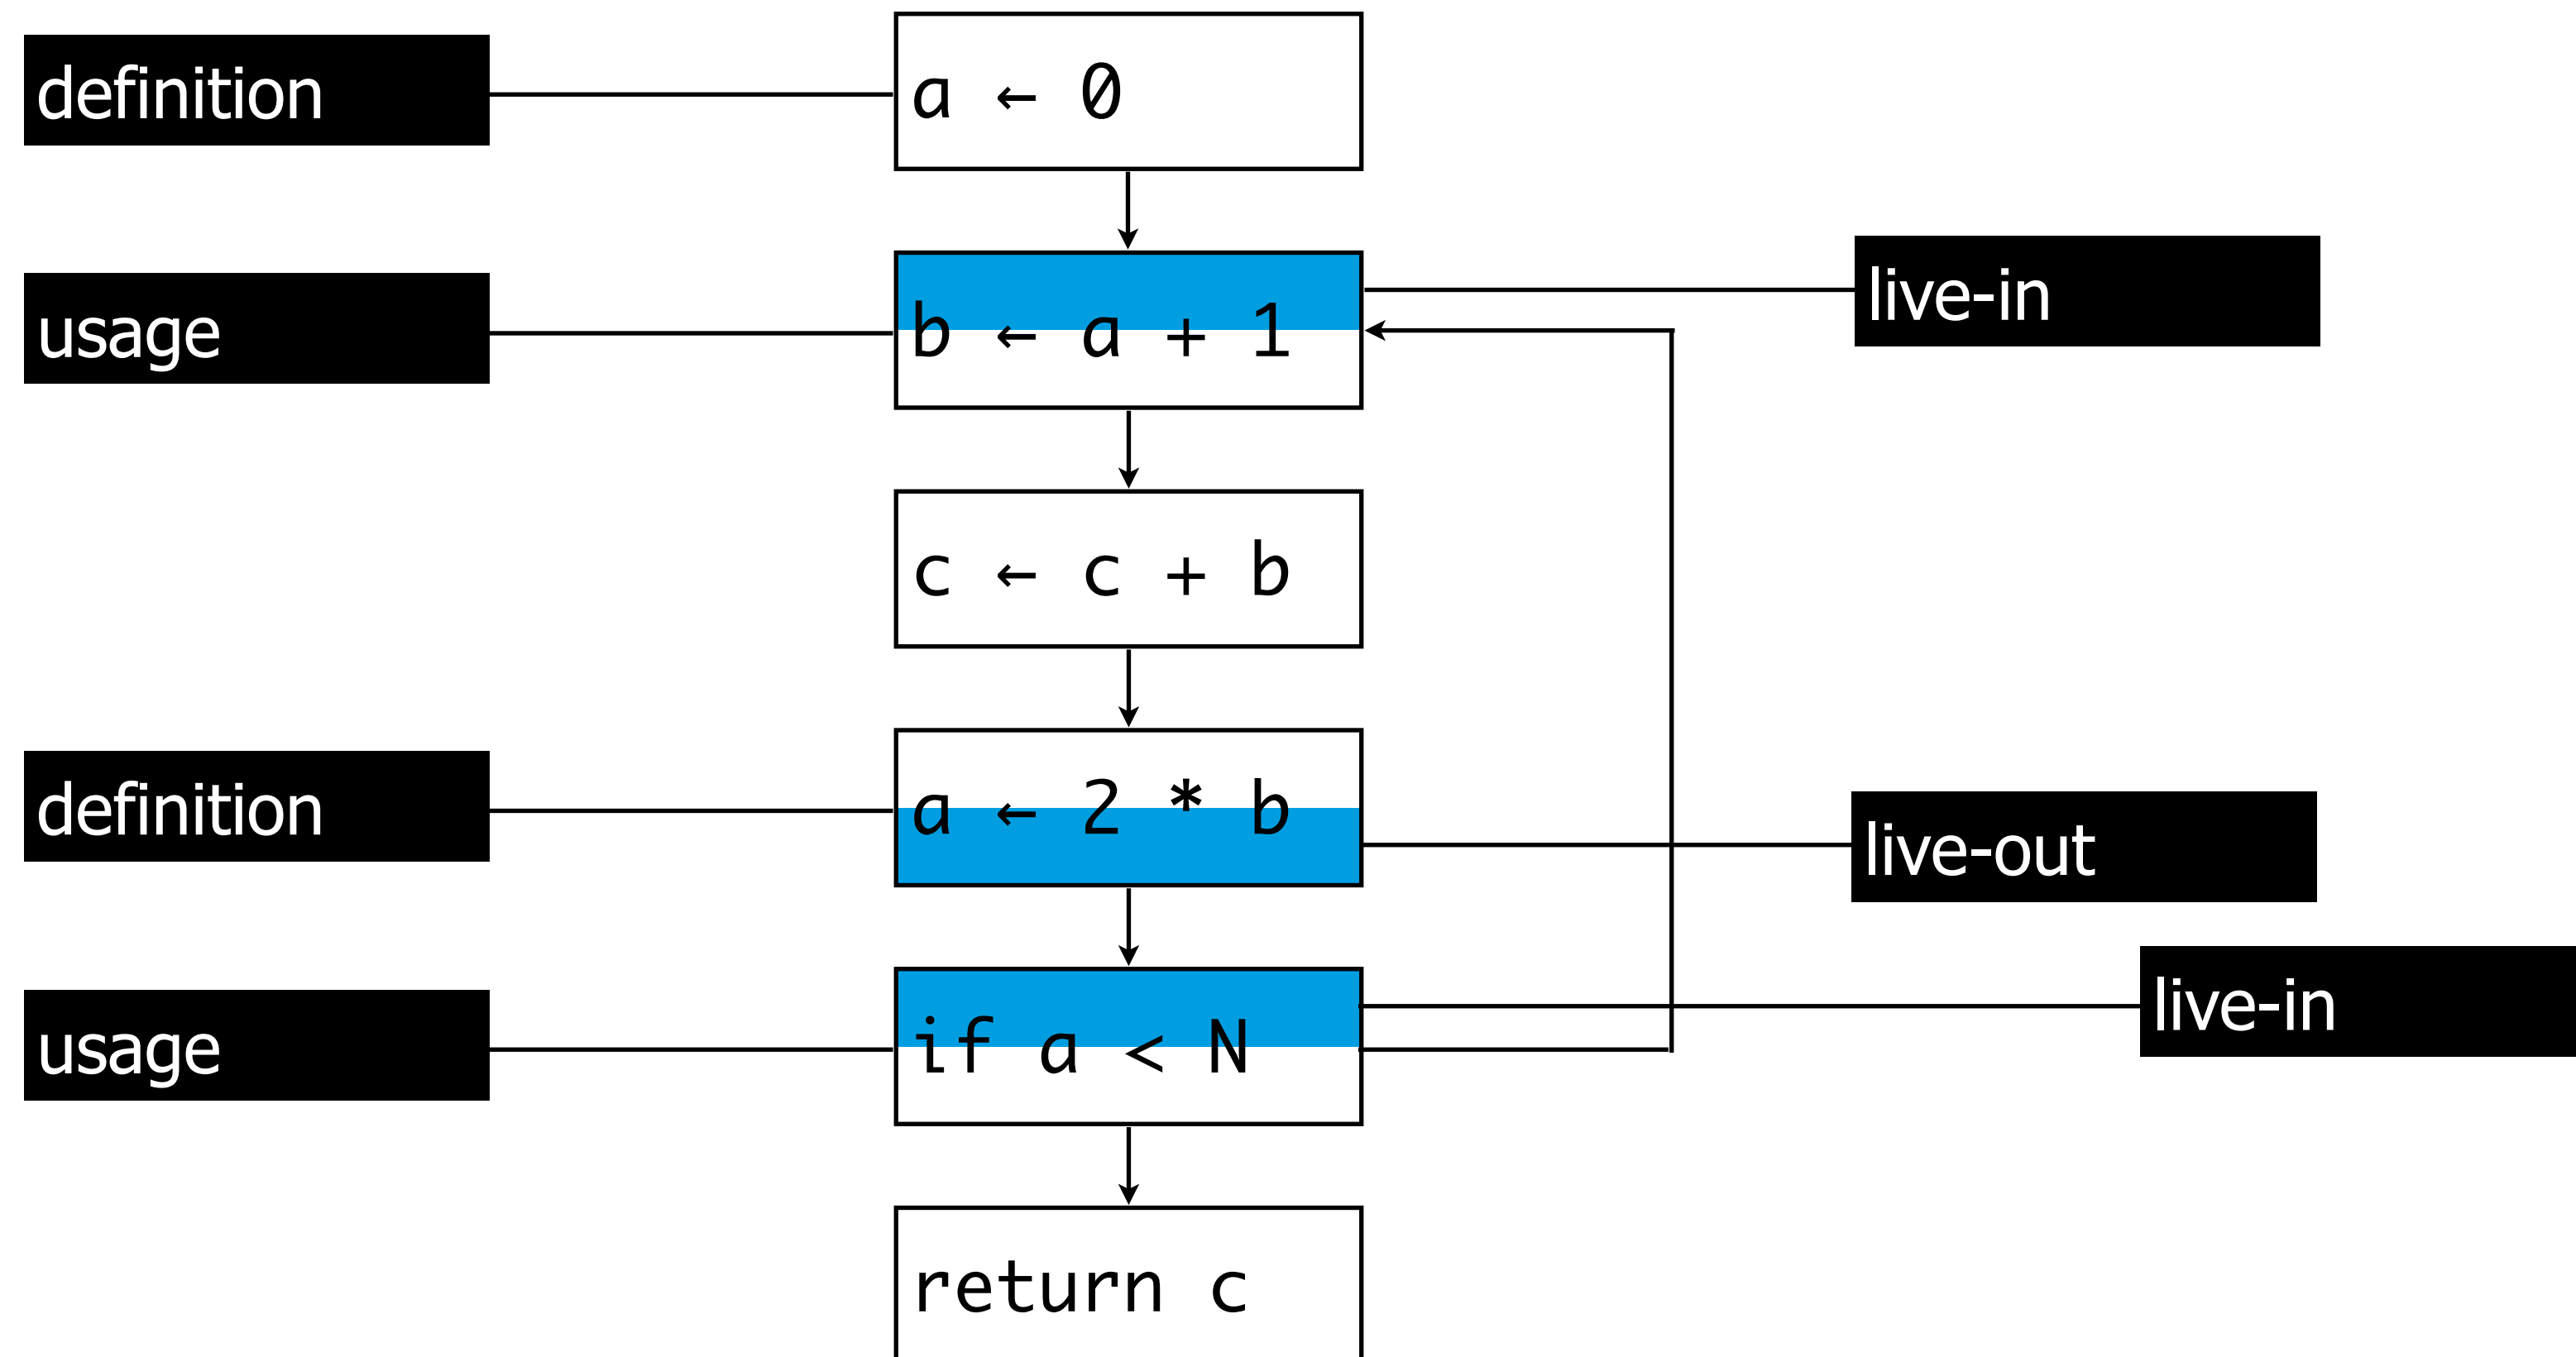 definition
a ← 0
usage
b ← a + 1
live-in
c ← c + b
definition
a ← 2 * b
live-out
usage
if a < N
live-in
return c